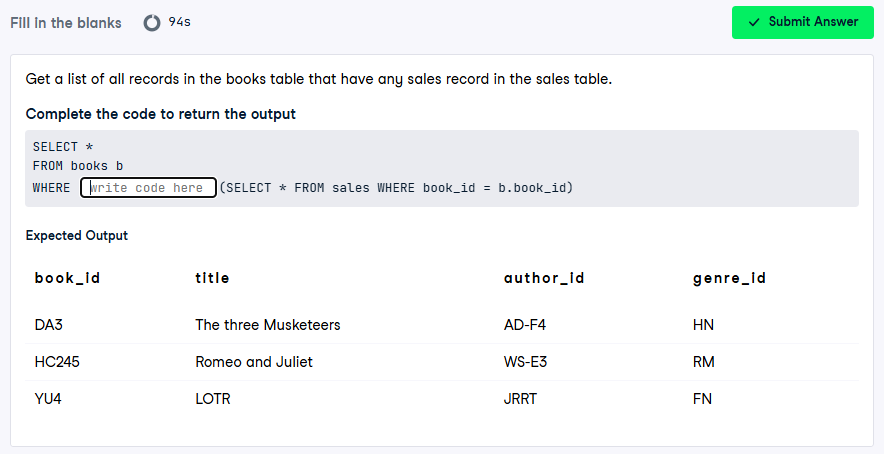 Fill in the blanks 94s Submit Answer
Get a list of all records in the books table that have any sales record in the sales table.
Complete the code to return the output
SELECT *
FROM books b
WHERE write code here (SELECT * FROM sales WHERE book_id = b.book_id)
Expected Output
book_id title author_id genre_id
DA3 The three Musketeers AD-F4 HN
HC245 Romeo and Juliet WS-E3 RM
YU4 LOTR JRRT FN